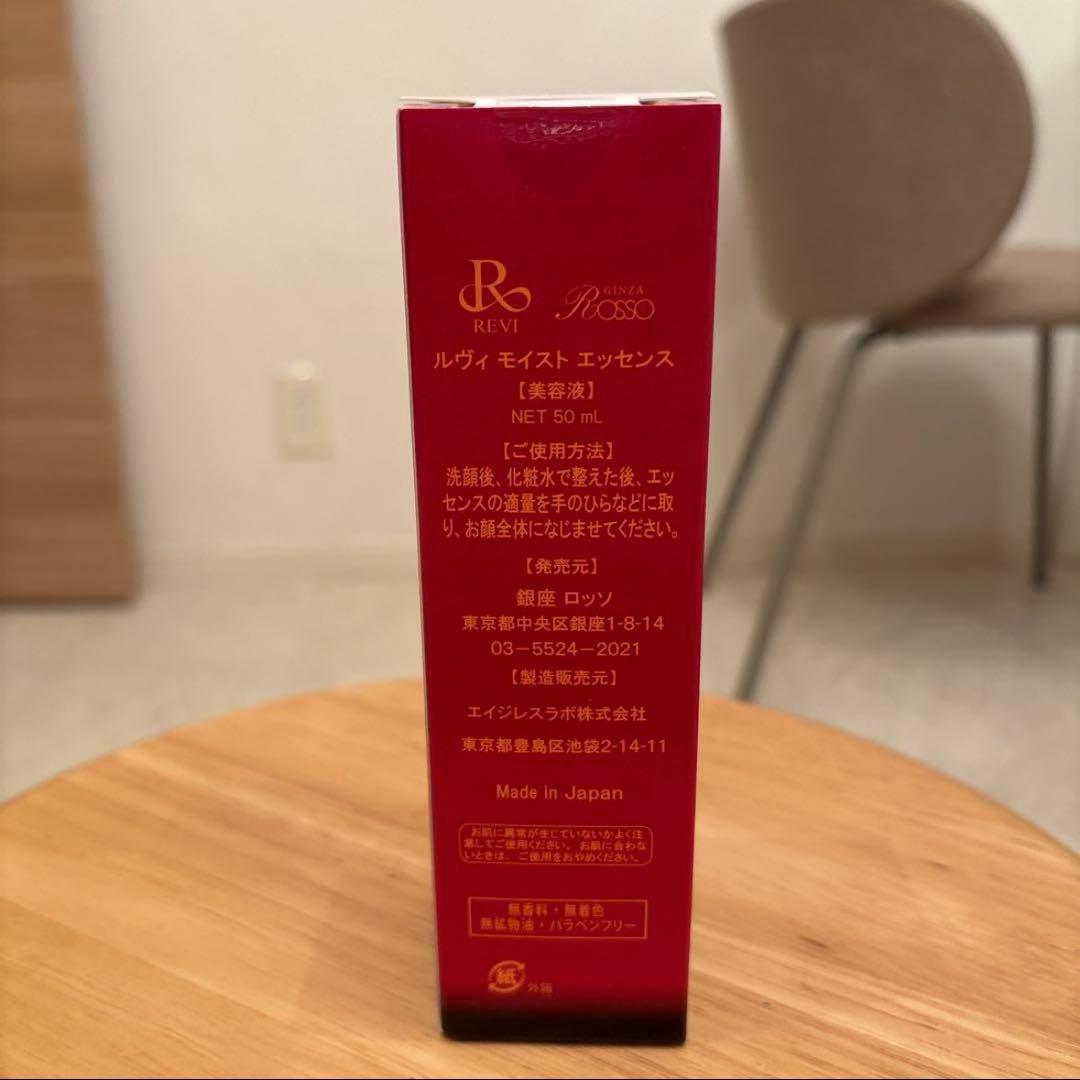 R
REVI
GINZA
Rosso
ルヴィ モイスト エッセンス
【美容液】
NET 50 mL
【ご使用方法】
洗顔後、化粧水で整えた後、エッ
センスの適量を手のひらなどに取
り、お顔全体になじませてください。
【発売元】
銀座 ロッソ
東京都中央区銀座1-8-14
03-5524-2021
【製造販売元】
エイジレスラボ株式会社
東京都豊島区池袋2-14-11
Made in Japan
お肌に異常が生じていないかよく注
意してご使用ください。お肌に合わな
いときは、ご使用をおやめください。
無香料・無着色
無鉱物油・パラベンフリー
紙
外箱